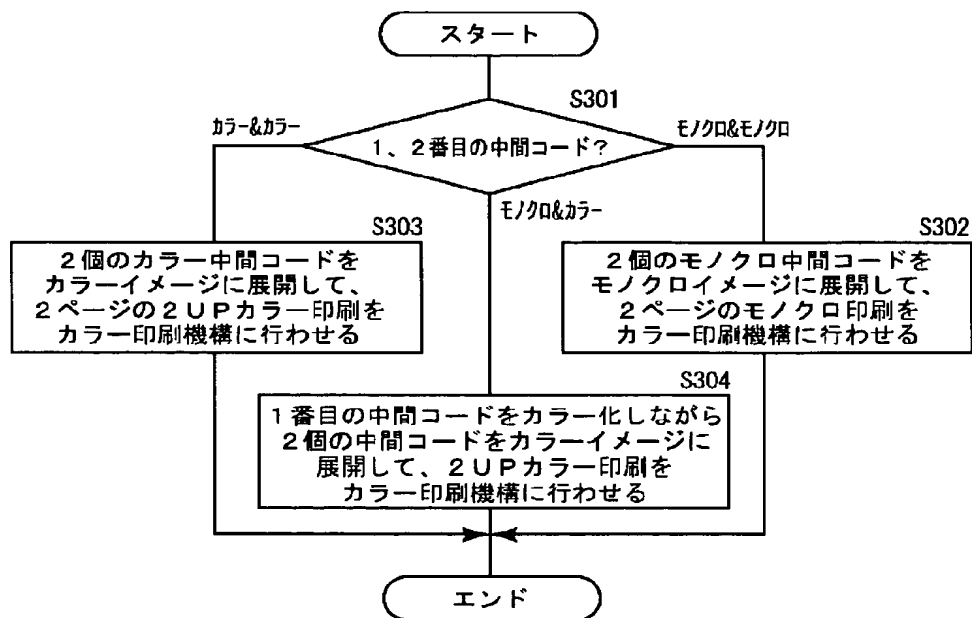 スタート
S301
カラー&カラー
モノクロ&モノクロ
1、2番目の中間コード?
モノクロ&カラー
S303
2個のカラー中間コードを
カラーイメージに展開して、
2ページの2UPカラー印刷を
カラー印刷機構に行わせる
S302
2個のモノクロ中間コードを
モノクロイメージに展開して、
2ページのモノクロ印刷を
カラー印刷機構に行わせる
S304
1番目の中間コードをカラー化しながら
2個の中間コードをカラーイメージに
展開して、2UPカラー印刷を
カラー印刷機構に行わせる
エンド